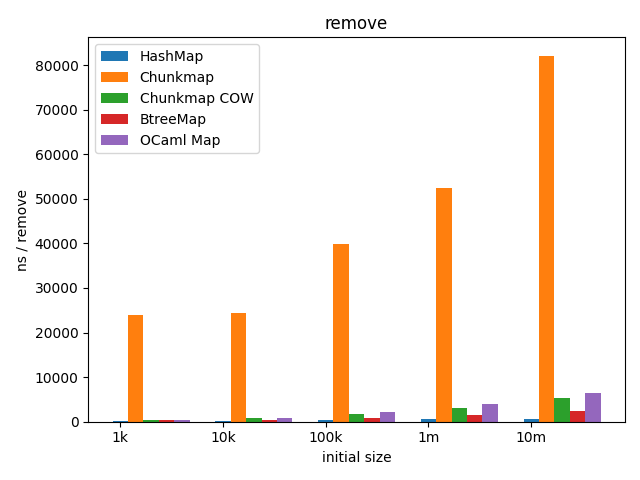 remove
HashMap
Chunkmap
Chunkmap COW
BtreeMap
OCaml Map
80000
70000
60000
50000
40000
30000
20000
10000
0
ns / remove
1k 10k 100k 1m 10m
initial size